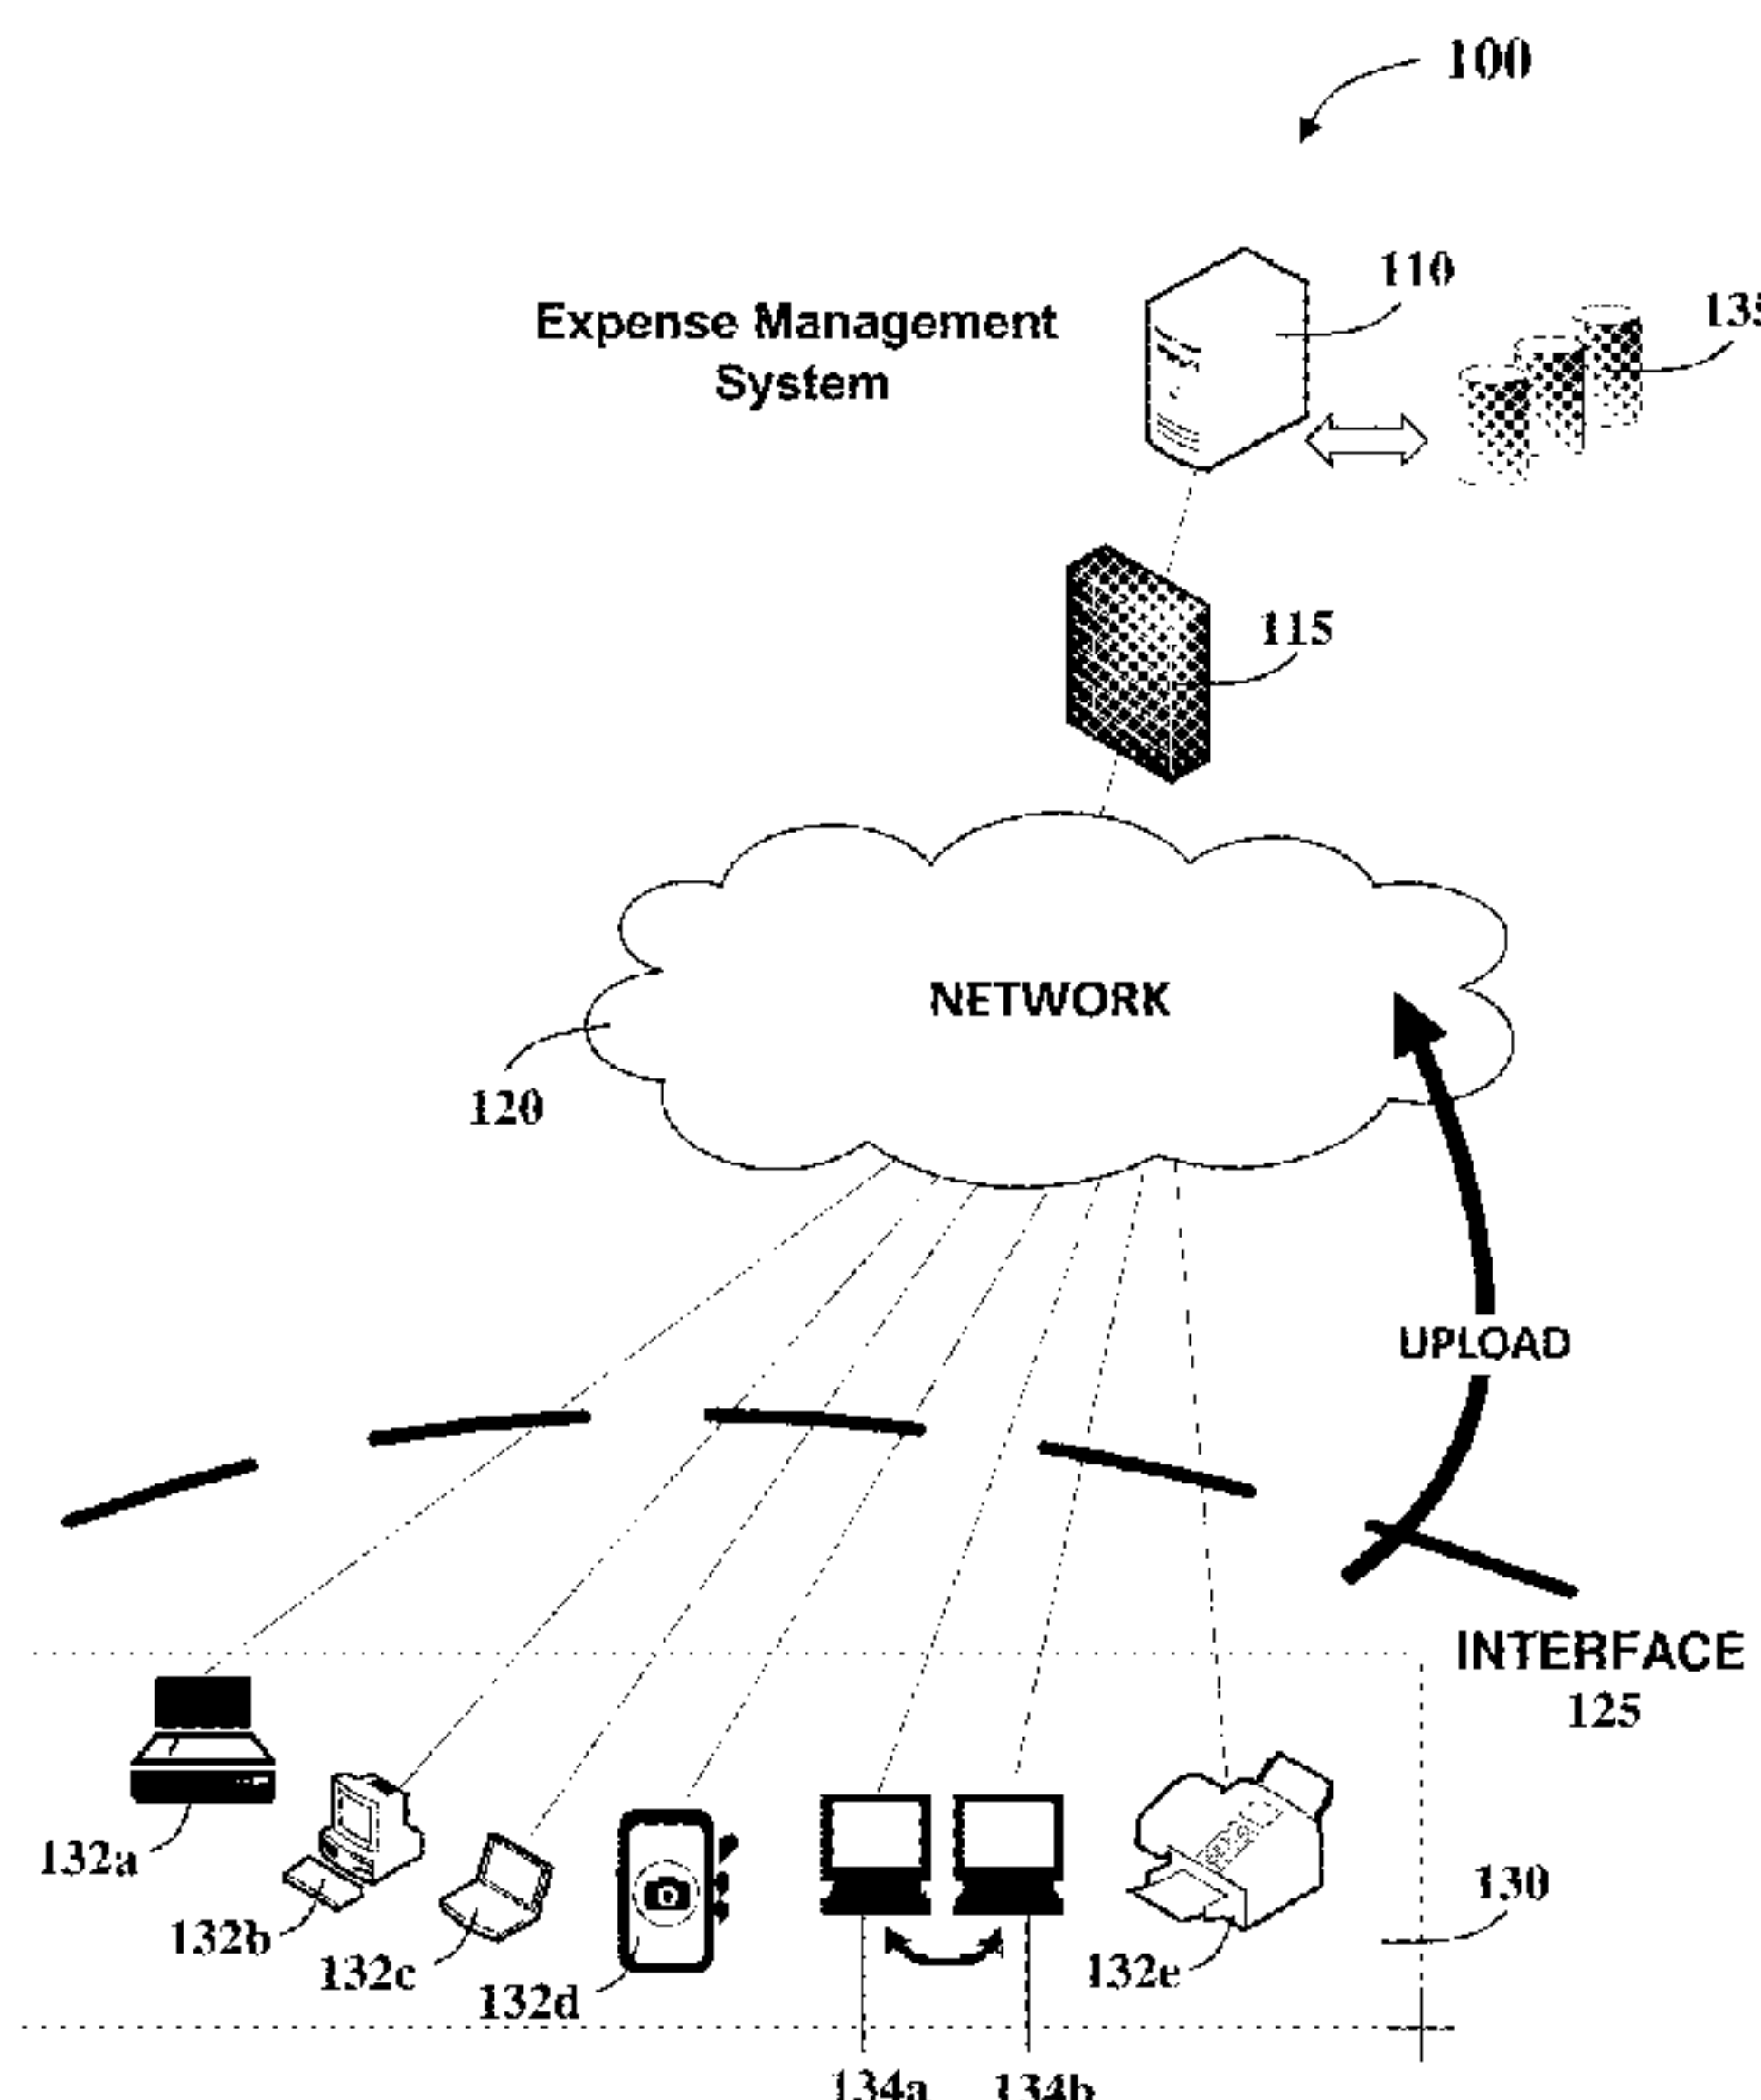 100
110
135
Expense Management
System
115
NETWORK
120
UPLOAD
INTERFACE
125
132a
132b
132c
132d
132e
130
134a
134b